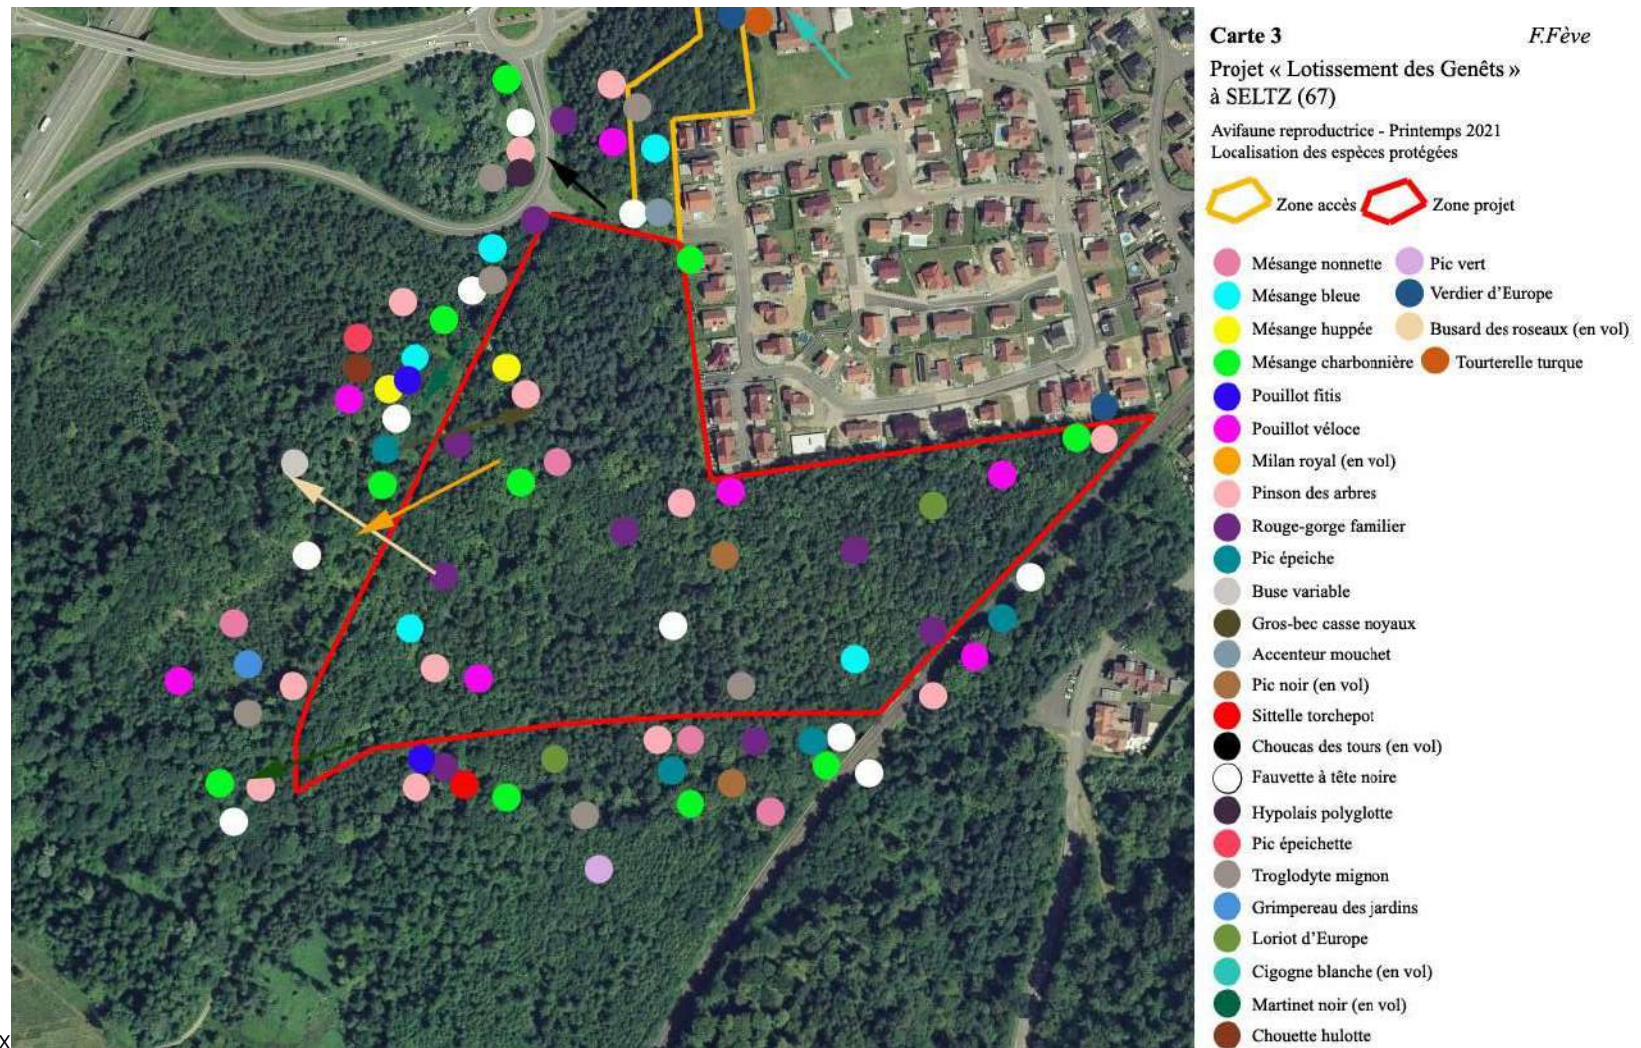 Carte 3 F.Fève
Projet « Lotissement des Genêts »
à SELTZ (67)
Avifaune reproductrice - Printemps 2021
Localisation des espèces protégées
Zone accès Zone projet
Mésange nonnette Pic vert
Mésange bleue Verdier d'Europe
Mésange huppée Busard des roseaux (en vol)
Mésange charbonnière Tourterelle turque
Pouillot fitis
Pouillot véloce
Milan royal (en vol)
Pinson des arbres
Rouge-gorge familier
Pic épeiche
Buse variable
Gros-bec casse noyaux
Accenteur mouchet
Pic noir (en vol)
Sittelle torchepot
Choucas des tours (en vol)
Fauvette à tête noire
Hypolais polyglotte
Pic épeichette
Troglodyte mignon
Grimpereau des jardins
Loriot d'Europe
Cigogne blanche (en vol)
Martinet noir (en vol)
Chouette hulotte
x